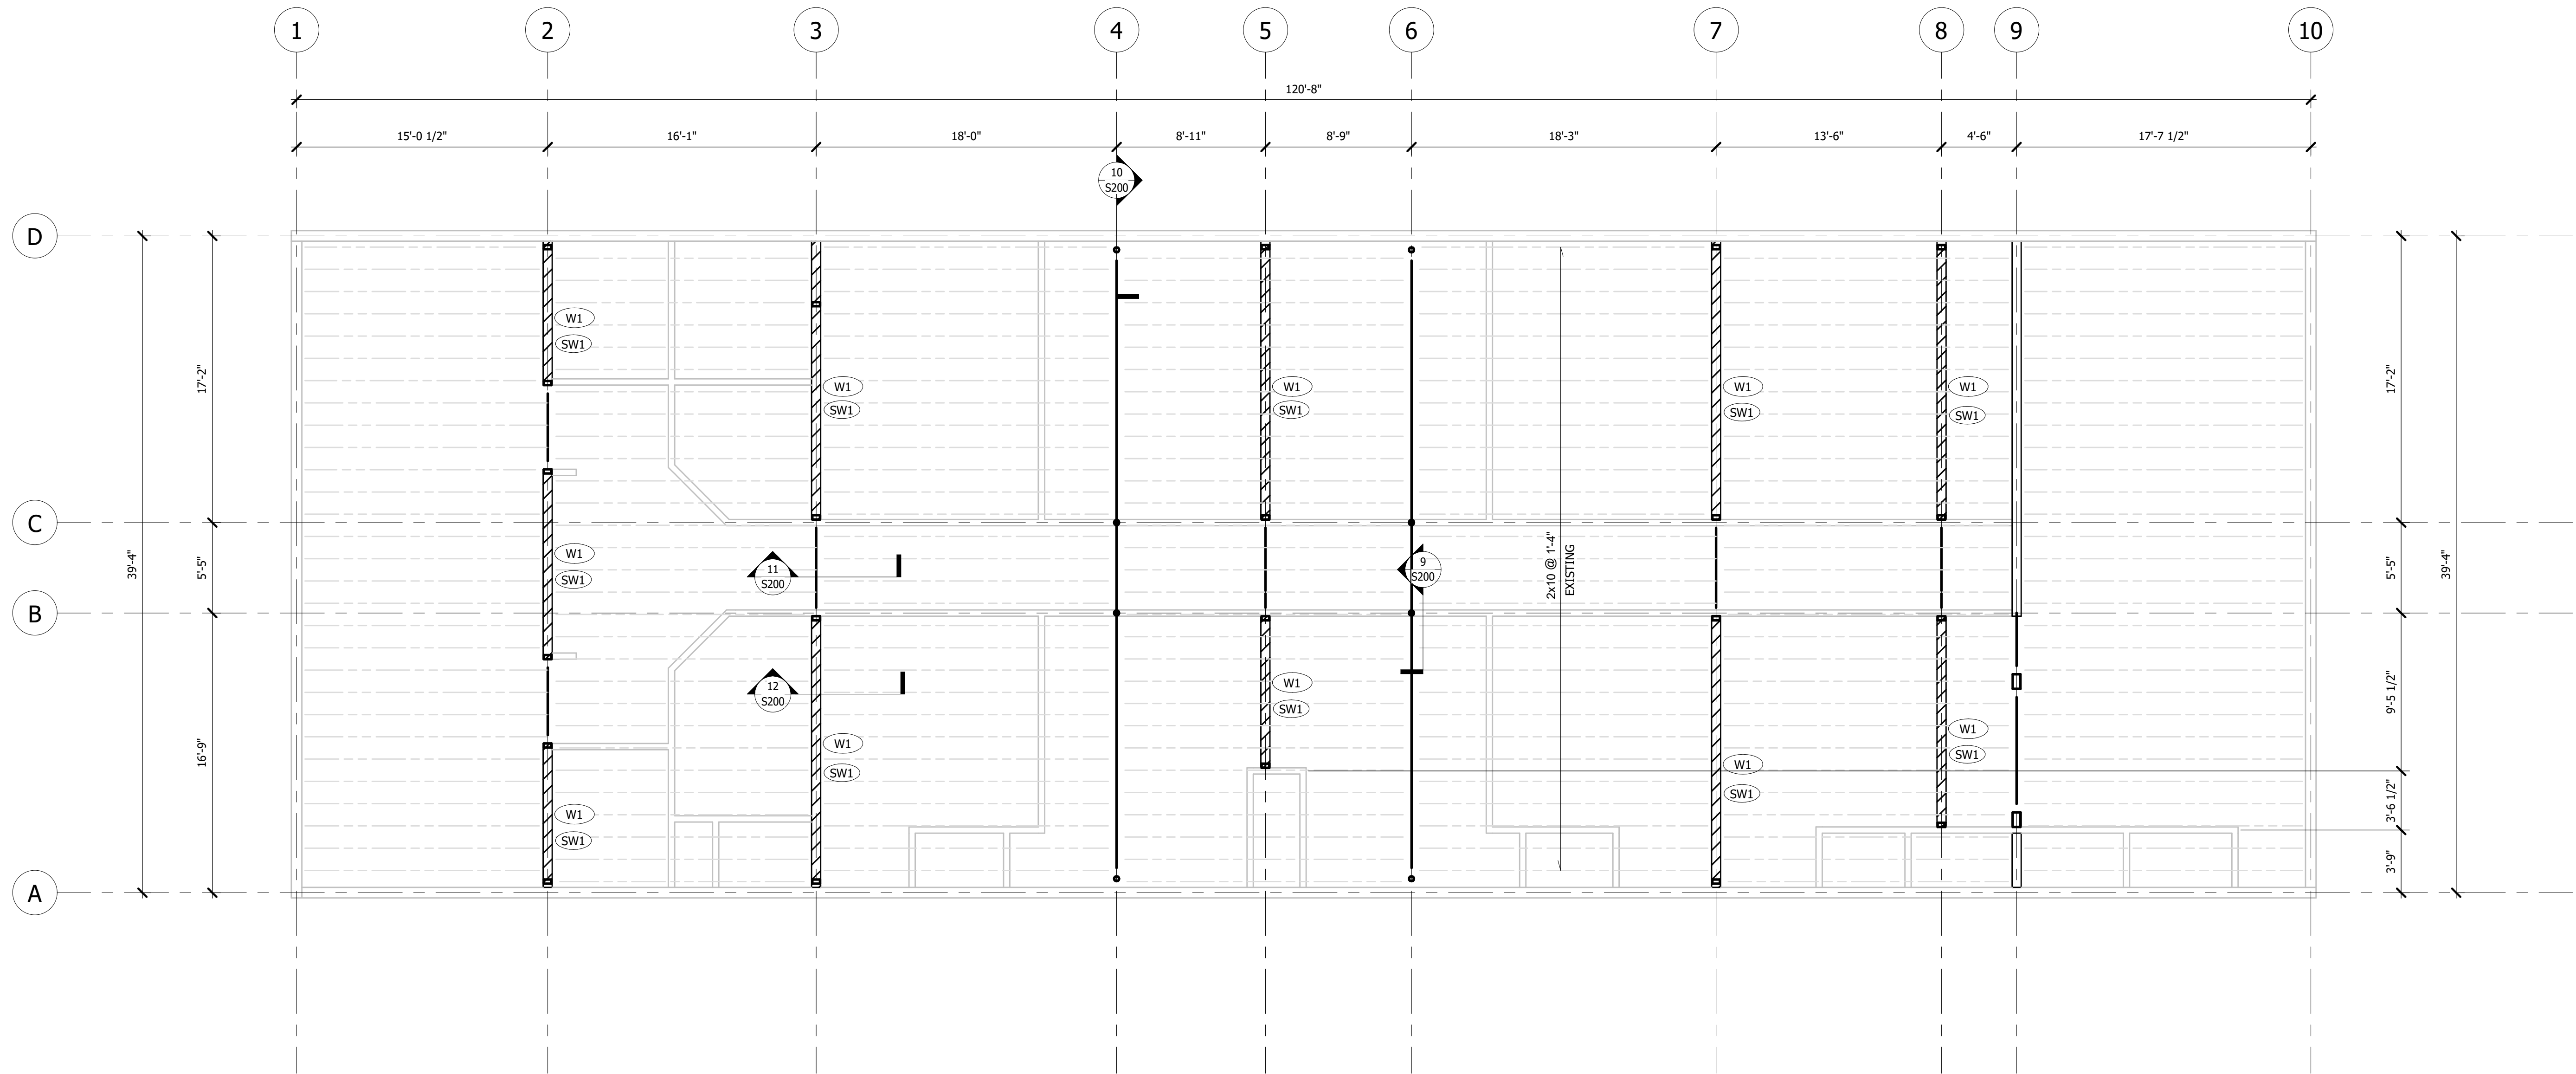 1
2
3
4
5
6
7
8
9
10
120'-8"
15'-0 1/2"
16'-1"
18'-0"
8'-11"
8'-9"
18'-3"
13'-6"
4'-6"
17'-7 1/2"
10
S200
D
C
B
A
39'-4"
17'-2"
5'-5"
16'-9"
W1
SW1
W1
SW1
W1
SW1
W1
SW1
W1
SW1
W1
SW1
11
S200
9
S200
2x10 @ 1'-4"
EXISTING
12
S200
W1
SW1
W1
SW1
W1
SW1
W1
SW1
W1
SW1
17'-2"
5'-5"
9'-5 1/2"
3'-6 1/2"
3'-9"
39'-4"